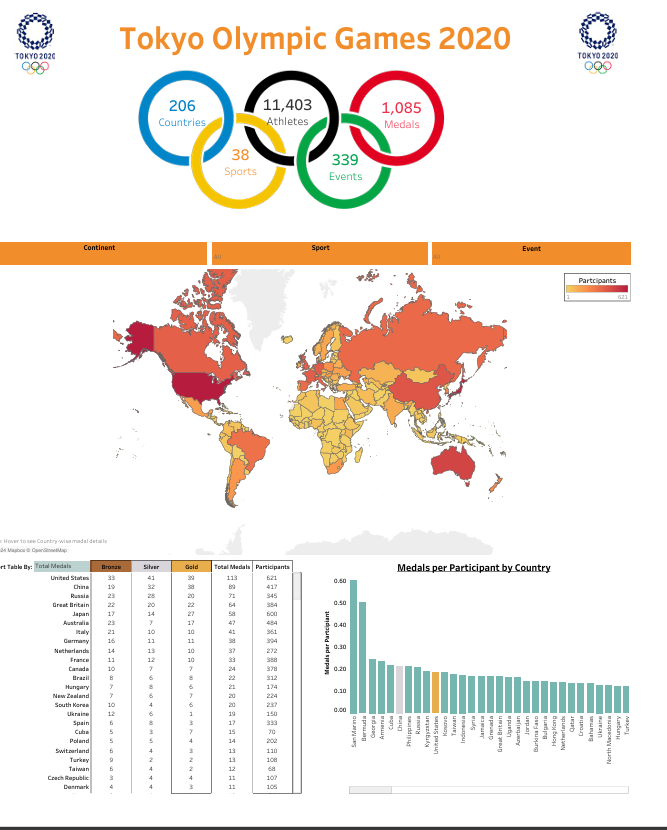 Tokyo Olympic Games 2020
TOKYO 2020
TOKYO 2020
206
Countries
11,403
Athletes
1,085
Medals
38
Sports
339
Events
Continent
Sport
Event
All
All
Partcipants
1 621
: Hover to see Country-wise medal details
24 Mapbox © OpenStreetMap
ort Table By: Total Medals Bronze Silver Gold Total Medals Participants
United States 33 41 39 113 621
China 19 32 38 89 417
Russia 23 28 20 71 345
Great Britain 22 20 22 64 384
Japan 17 14 27 58 600
Australia 23 7 17 47 484
Italy 21 10 10 41 361
Germany 16 11 11 38 394
Netherlands 14 13 10 37 272
France 11 12 10 33 388
Canada 10 7 7 24 378
Brazil 8 6 8 22 312
Hungary 7 8 6 21 174
New Zealand 7 6 7 20 224
South Korea 10 4 6 20 237
Ukraine 12 6 1 19 150
Spain 8 6 3 17 333
Cuba 5 3 7 15 70
Poland 5 5 4 14 202
Switzerland 6 4 3 13 110
Turkey 9 2 2 13 108
Taiwan 6 4 2 12 68
Czech Republic 3 4 4 11 107
Denmark 4 4 3 11 105
Medals per Participant by Country
Medals per Participant
0.60
0.50
0.40
0.30
0.20
0.10
0.00
San Marino
Bermuda
Georgia
Armenia
Cuba
China
Philippines
Russia
Kyrgyzstan
United States
Kosovo
Taiwan
Indonesia
Syria
Jamaica
Grenada
Great Britain
Uganda
Azerbaijan
Jordan
Burkina Faso
Bulgaria
Hong Kong
Netherlands
Qatar
Croatia
Bahamas
Ukraine
North Macedonia
Hungary
Turkey